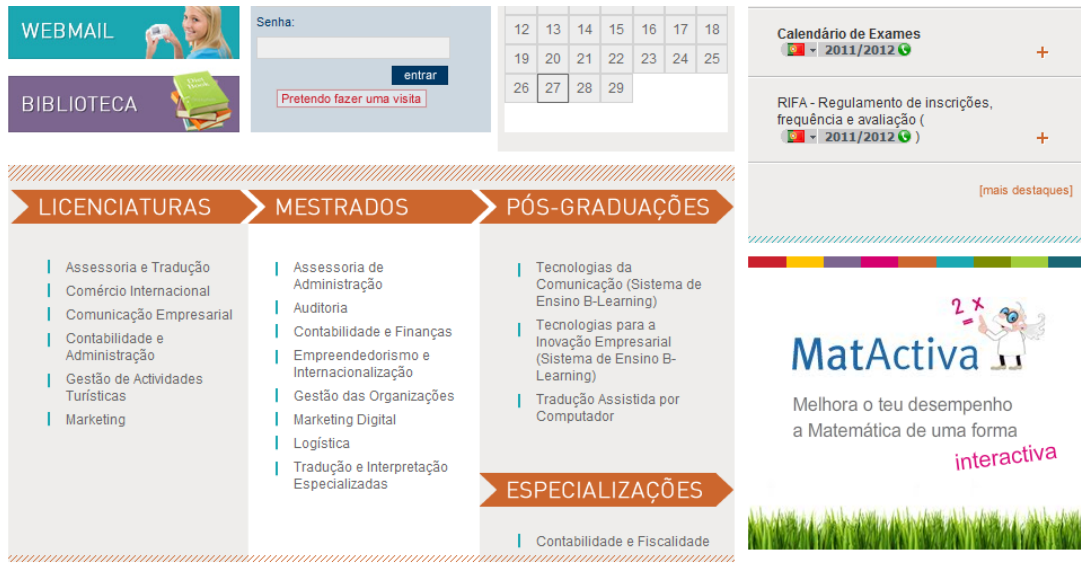 WEBMAIL
BIBLIOTECA
Senha:
entrar
Pretendo fazer uma visita
12 13 14 15 16 17 18
19 20 21 22 23 24 25
26 27 28 29
Calendário de Exames
2011/2012
+
RIFA - Regulamento de inscrições,
frequência e avaliação (
2011/2012 )
+
[mais destaques]
LICENCIATURAS
Assessoria e Tradução
Comércio Internacional
Comunicação Empresarial
Contabilidade e
Administração
Gestão de Actividades
Turísticas
Marketing
MESTRADOS
Assessoria de
Administração
Auditoria
Contabilidade e Finanças
Empreendedorismo e
Internacionalização
Gestão das Organizações
Marketing Digital
Logística
Tradução e Interpretação
Especializadas
PÓS-GRADUAÇÕES
Tecnologias da
Comunicação (Sistema de
Ensino B-Learning)
Tecnologias para a
Inovação Empresarial
(Sistema de Ensino B-
Learning)
Tradução Assistida por
Computador
ESPECIALIZAÇÕES
Contabilidade e Fiscalidade
2 x
=
MatActiva
Melhora o teu desempenho
a Matemática de uma forma
interactiva